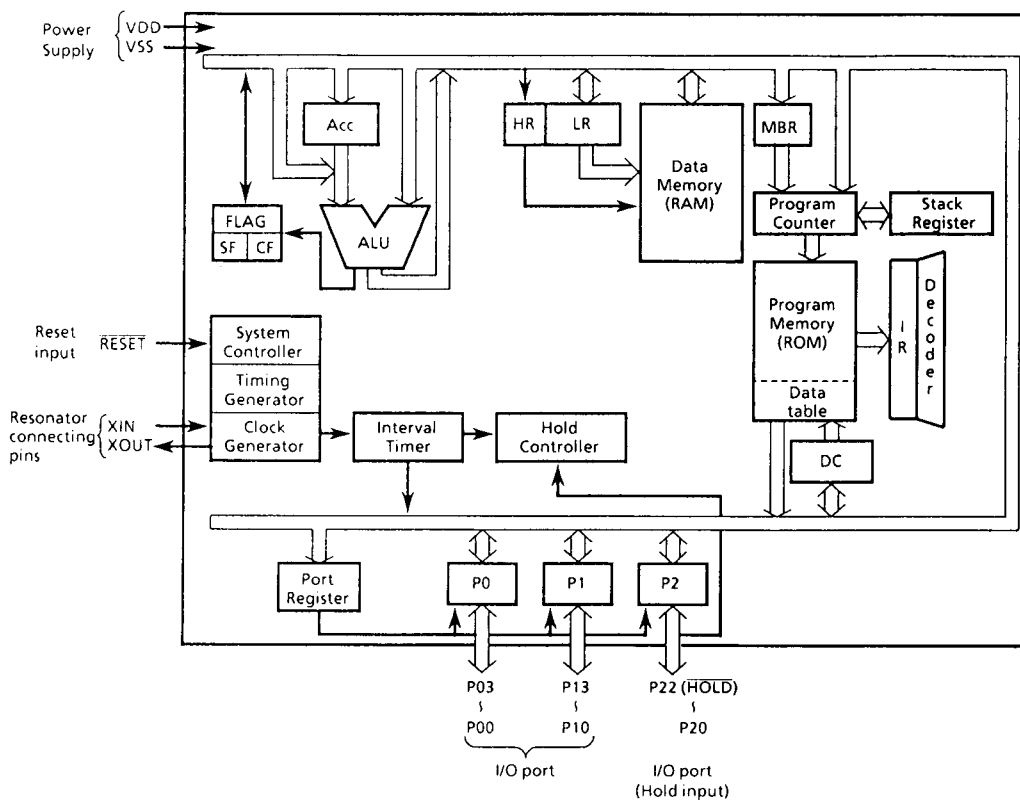 Power
Supply
VDD
VSS
Acc
HR
LR
MBR
Data
Memory
(RAM)
Program
Counter
Stack
Register
FLAG
SF
CF
ALU
Program
Memory
(ROM)
Data
table
IR
Decoder
Reset
input
RESET
System
Controller
Timing
Generator
Clock
Generator
Resonator
connecting
pins
XIN
XOUT
Interval
Timer
Hold
Controller
DC
Port
Register
P0
P1
P2
P03
~
P00
P13
~
P10
P22 (HOLD)
~
P20
I/O port
I/O port
(Hold input)